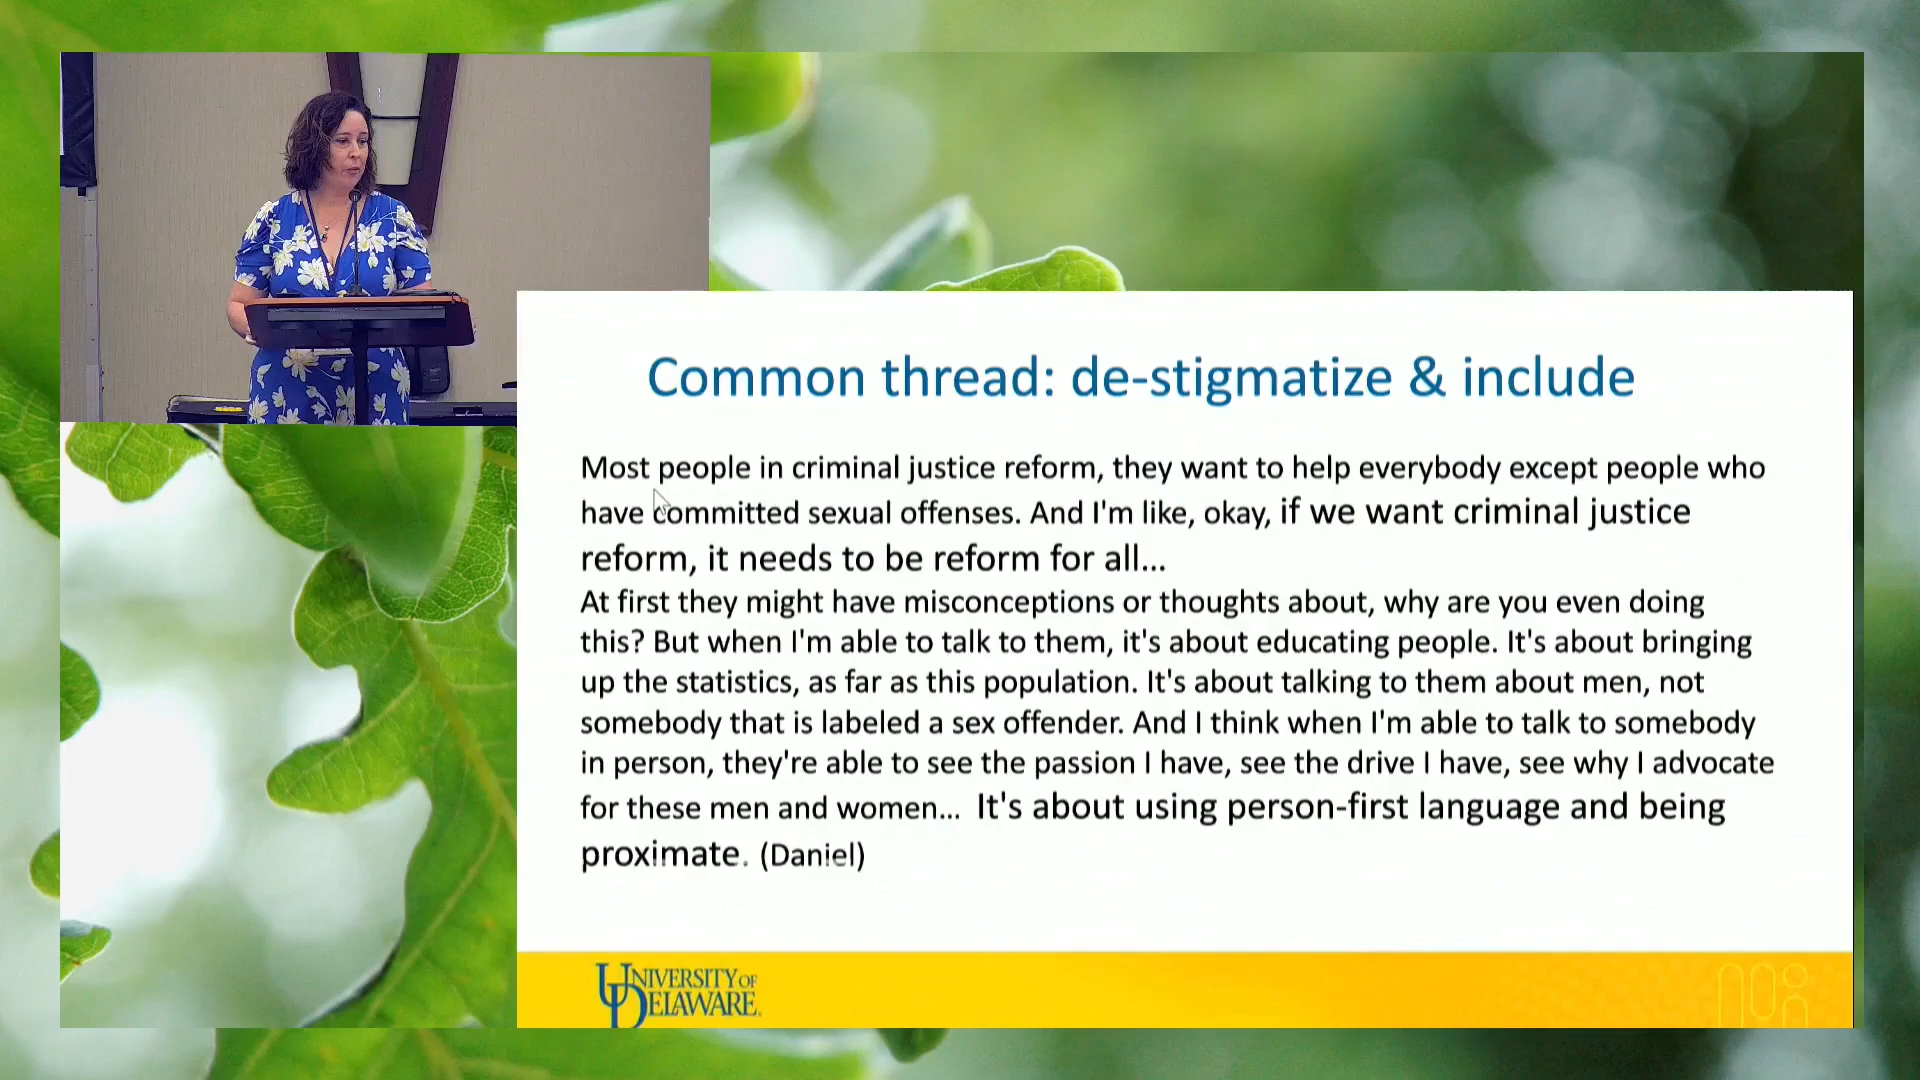 Common thread: de-stigmatize & include
Most people in criminal justice reform, they want to help everybody except people who
have committed sexual offenses. And I'm like, okay, if we want criminal justice
reform, it needs to be reform for all...
At first they might have misconceptions or thoughts about, why are you even doing
this? But when I'm able to talk to them, it's about educating people. It's about bringing
up the statistics, as far as this population. It's about talking to them about men, not
somebody that is labeled a sex offender. And I think when I'm able to talk to somebody
in person, they're able to see the passion I have, see the drive I have, see why I advocate
for these men and women... It's about using person-first language and being
proximate. (Daniel)
UNIVERSITY OF
DELAWARE.